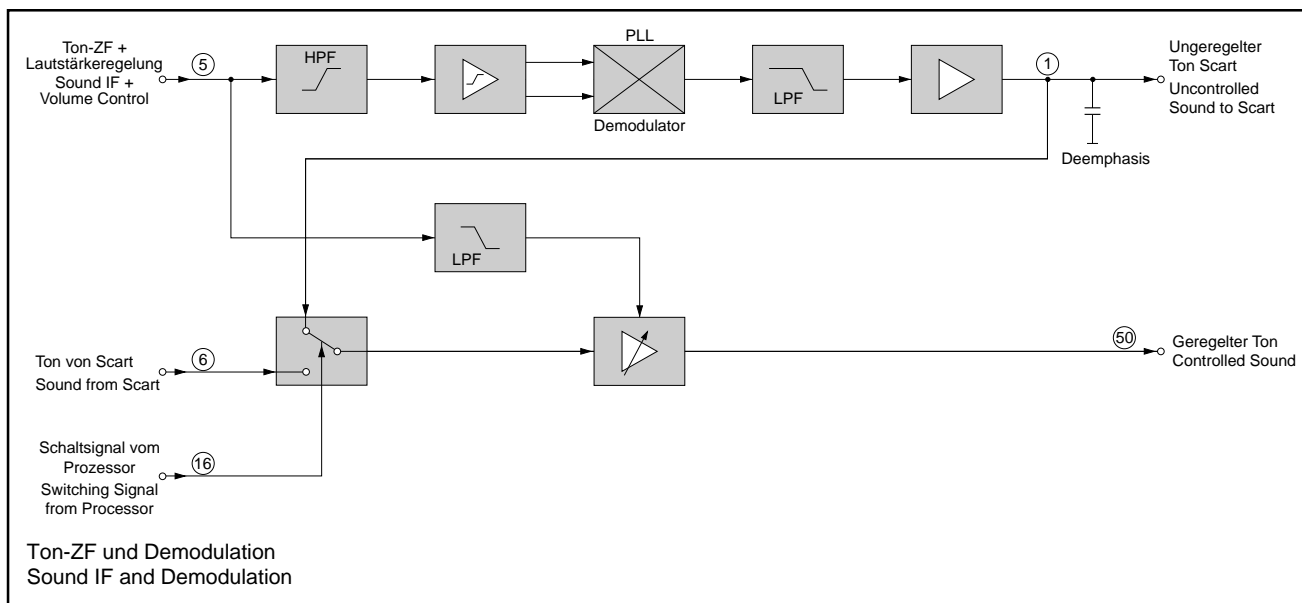 Ton-ZF +
Lautstärkeregelung
Sound IF +
Volume Control
5
HPF
PLL
Demodulator
LPF
1
Deemphasis
Ungeregelter
Ton Scart
Uncontrolled
Sound to Scart
LPF
Ton von Scart
Sound from Scart
6
50
Geregelter Ton
Controlled Sound
Schaltsignal vom
Prozessor
Switching Signal
from Processor
16
Ton-ZF und Demodulation
Sound IF and Demodulation